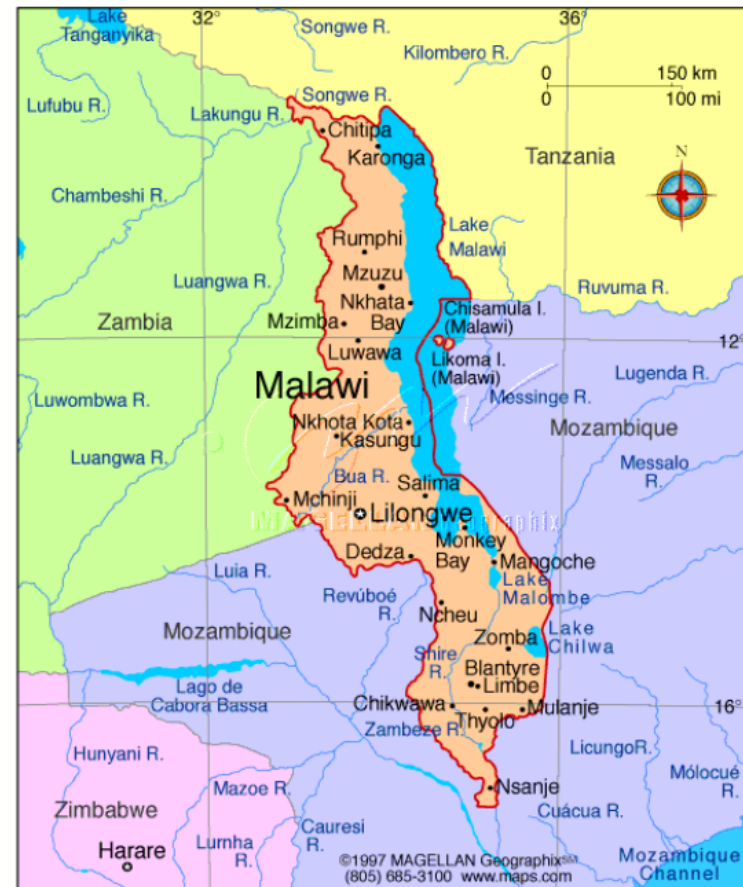 Lake
Tanganyika
32°
Songwe R.
36°
Kilombero R.
0 150 km
0 100 mi
Lufubu R.
Lakungu R.
Songwe R.
Chitipa
Karonga
Tanzania
N
Chambeshi R.
Lake
Malawi
Rumphi
Mzuzu
Luangwa R.
Ruvuma R.
Nkhata
Bay
Chisamula I.
(Malawi)
Zambia
Mzimba
12°
Luwawa
Likoma I.
(Malawi)
Lugenda R.
Malawi
Messinge R.
Luwombwa R.
Nkhota Kota
Kasungu
Mozambique
Luangwa R.
Messalo
R.
Bua R.
Salima
Mchinji
Lilongwe
Monkey
Bay
Dedza
Mangoche
Luia R.
Lake
Malombe
Revúboé
R.
Ncheu
Mozambique
Zomba
Lake
Chilwa
Shire
R.
Blantyre
Limbe
Lago de
Cabora Bassa
Chikwawa
Thyolo
Mulanje
16°
Zambeze R.
Hunyani R.
LicungoR.
Mólocué
R.
Mazoe R.
Nsanje
Zimbabwe
Cuácua R.
Harare
Lurnha
R.
Cauresi
R.
Mozambique
Channel
©1997 MAGELLAN Geographix℠
(805) 685-3100 www.maps.com